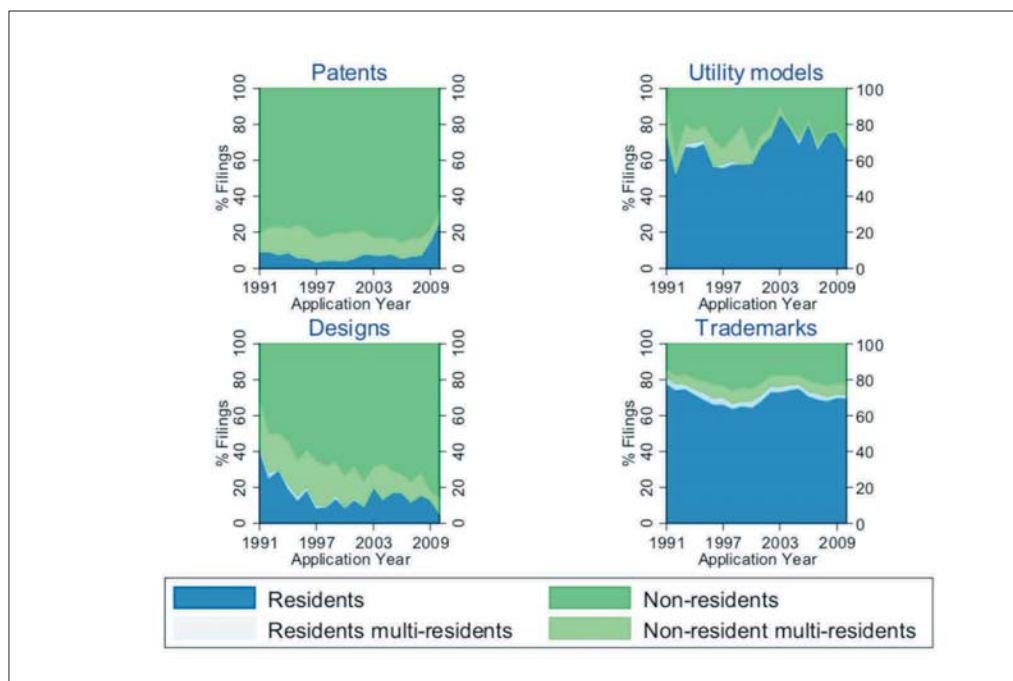 Patents
Utility models
% Filings
0 20 40 60 80 100
0 20 40 60 80 100
1991 1997 2003 2009
Application Year
% Filings
0 20 40 60 80 100
0 20 40 60 80 100
1991 1997 2003 2009
Application Year
Designs
Trademarks
% Filings
0 20 40 60 80 100
0 20 40 60 80 100
1991 1997 2003 2009
Application Year
% Filings
0 20 40 60 80 100
0 20 40 60 80 100
1991 1997 2003 2009
Application Year
Residents
Non-residents
Residents multi-residents
Non-resident multi-residents